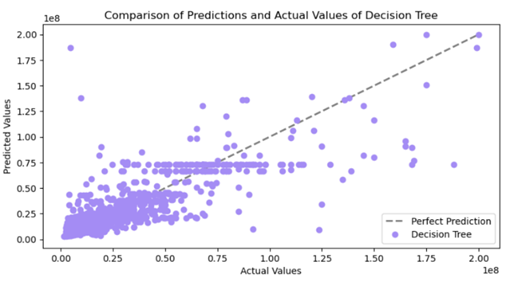 Comparison of Predictions and Actual Values of Decision Tree
1e8
2.00
1.75
1.50
1.25
1.00
0.75
0.50
0.25
0.00
Predicted Values
0.00 0.25 0.50 0.75 1.00 1.25 1.50 1.75 2.00
1e8
Actual Values
Perfect Prediction
Decision Tree